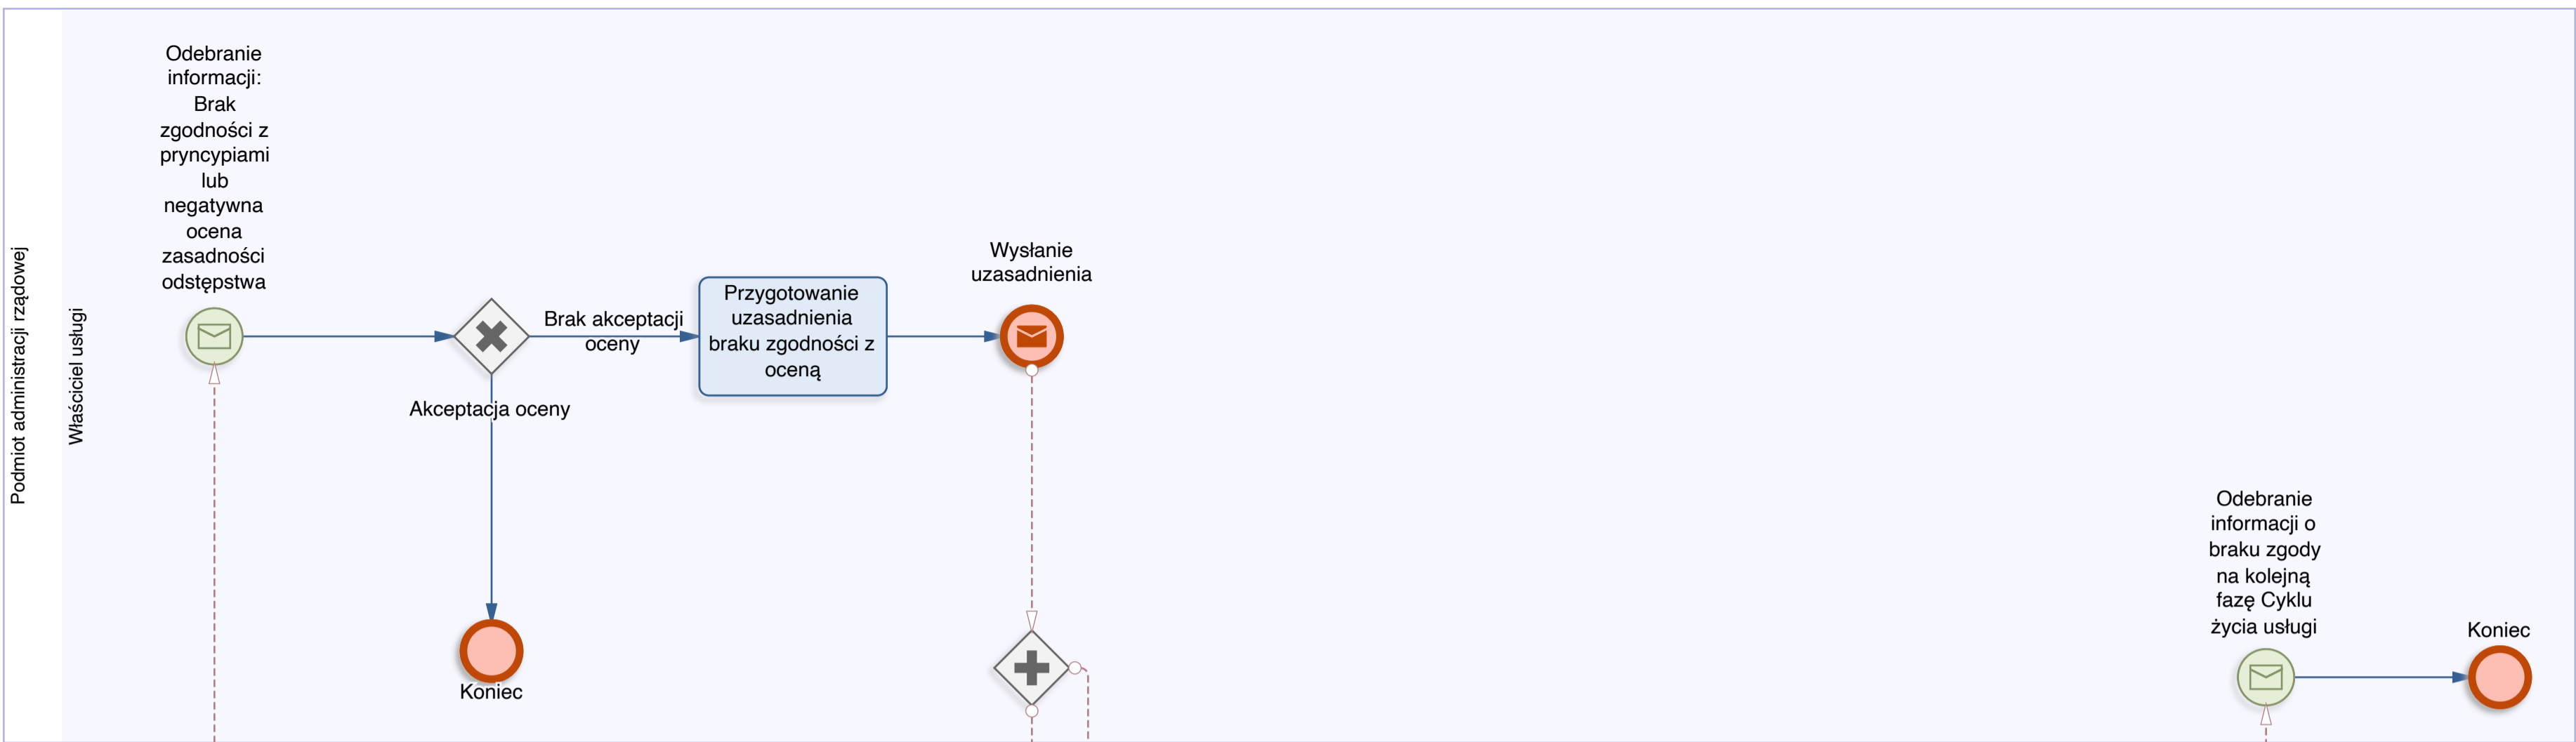 Podmiot administracji rządowej
Właściciel usługi
Odebranie
informacji:
Brak
zgodności z
pryncypiami
lub
negatywna
ocena
zasadności
odstępstwa
Brak akceptacji
oceny
Akceptacja oceny
Koniec
Przygotowanie
uzasadnienia
braku zgodności z
oceną
Wysłanie
uzasadnienia
Odebranie
informacji o
braku zgody
na kolejną
fazę Cyklu
życia usługi
Koniec